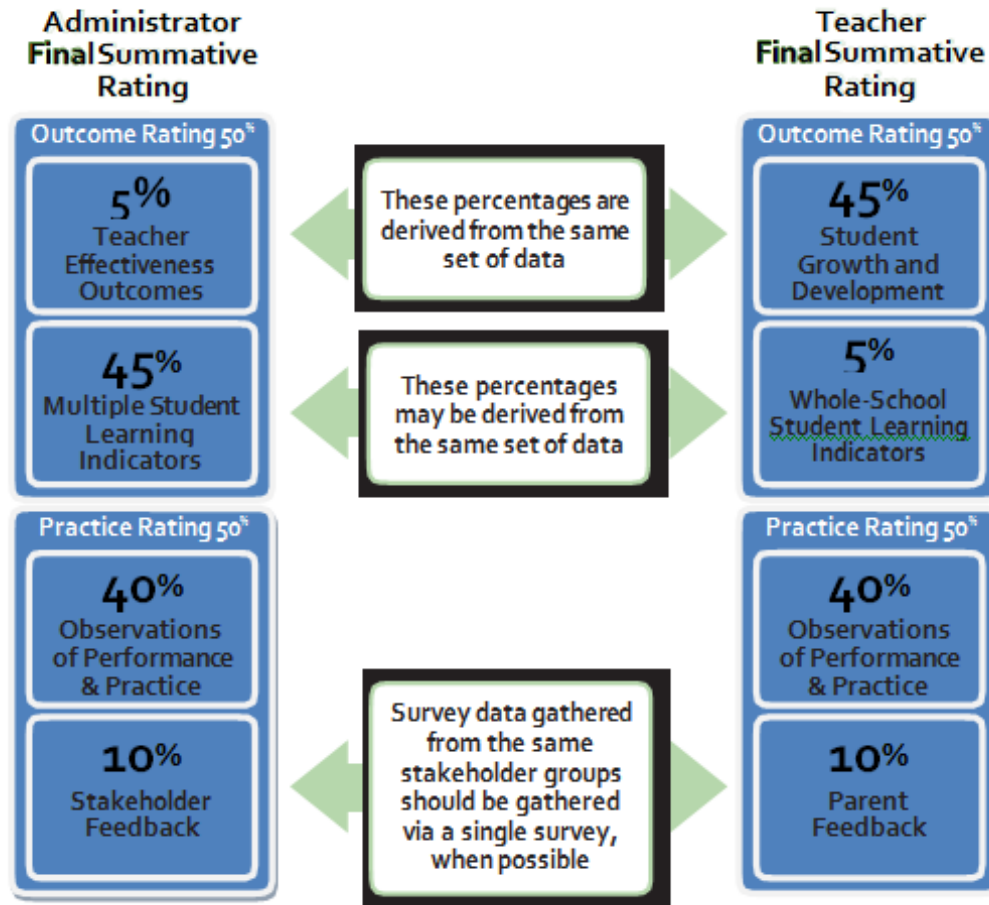 Administrator
Final Summative
Rating
Outcome Rating 50%
5%
Teacher
Effectiveness
Outcomes
45%
Multiple Student
Learning
Indicators
Practice Rating 50%
40%
Observations
of Performance
& Practice
10%
Stakeholder
Feedback
These percentages are
derived from the same
set of data
These percentages
may be derived from
the same set of data
Survey data gathered
from the same
stakeholder groups
should be gathered
via a single survey,
when possible
Teacher
Final Summative
Rating
Outcome Rating 50%
45%
Student
Growth and
Development
5%
Whole-School
Student Learning
Indicators
Practice Rating 50%
40%
Observations
of Performance
& Practice
10%
Parent
Feedback